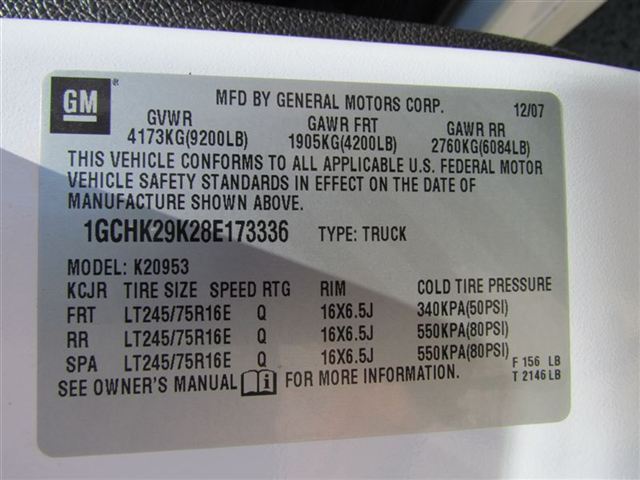 GM ® MFD BY GENERAL MOTORS CORP. 12/07
GVWR GAWR FRT GAWR RR
4173KG(9200LB) 1905KG(4200LB) 2760KG(6084LB)
THIS VEHICLE CONFORMS TO ALL APPLICABLE U.S. FEDERAL MOTOR
VEHICLE SAFETY STANDARDS IN EFFECT ON THE DATE OF
MANUFACTURE SHOWN ABOVE.
1GCHK29K28E173336 TYPE: TRUCK
MODEL: K20953
KCJR TIRE SIZE SPEED RTG RIM COLD TIRE PRESSURE
FRT LT245/75R16E Q 16X6.5J 340KPA(50PSI)
RR LT245/75R16E Q 16X6.5J 550KPA(80PSI)
SPA LT245/75R16E Q 16X6.5J 550KPA(80PSI)
SEE OWNER'S MANUAL i FOR MORE INFORMATION.
F 156 LB
T 2146 LB